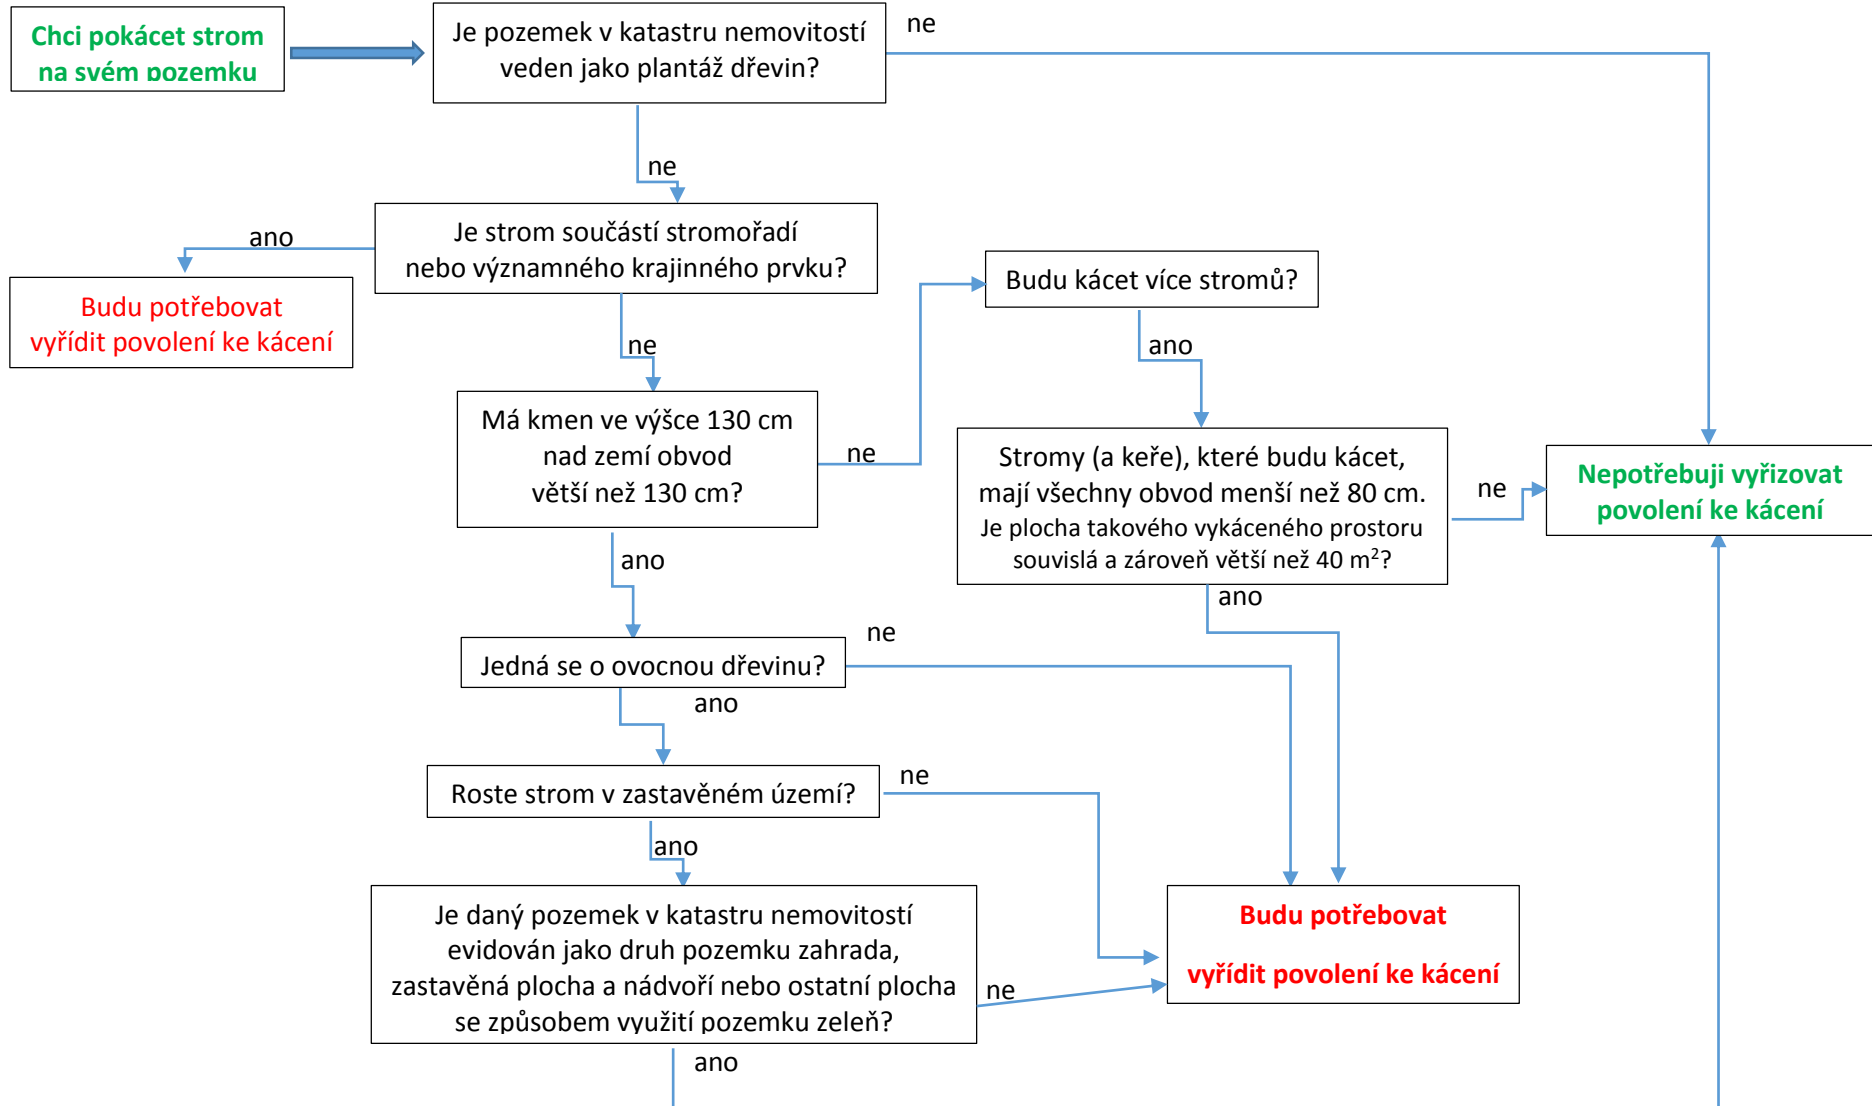 Chci pokácet strom
na svém pozemku
Je pozemek v katastru nemovitostí
veden jako plantáž dřevin?
ne
ne
Je strom součástí stromořadí
nebo významného krajinného prvku?
ano
Budu potřebovat
vyřídit povolení ke kácení
ne
Budu kácet více stromů?
ano
Má kmen ve výšce 130 cm
nad zemí obvod
větší než 130 cm?
ne
Stromy (a keře), které budu kácet,
mají všechny obvod menší než 80 cm.
Je plocha takového vykáceného prostoru
souvislá a zároveň větší než 40 m²?
ne
Nepotřebuji vyřizovat
povolení ke kácení
ano
ano
Jedná se o ovocnou dřevinu?
ne
ano
Roste strom v zastavěném území?
ne
ano
Je daný pozemek v katastru nemovitostí
evidován jako druh pozemku zahrada,
zastavěná plocha a nádvoří nebo ostatní plocha
se způsobem využití pozemku zeleň?
ne
Budu potřebovat
vyřídit povolení ke kácení
ano